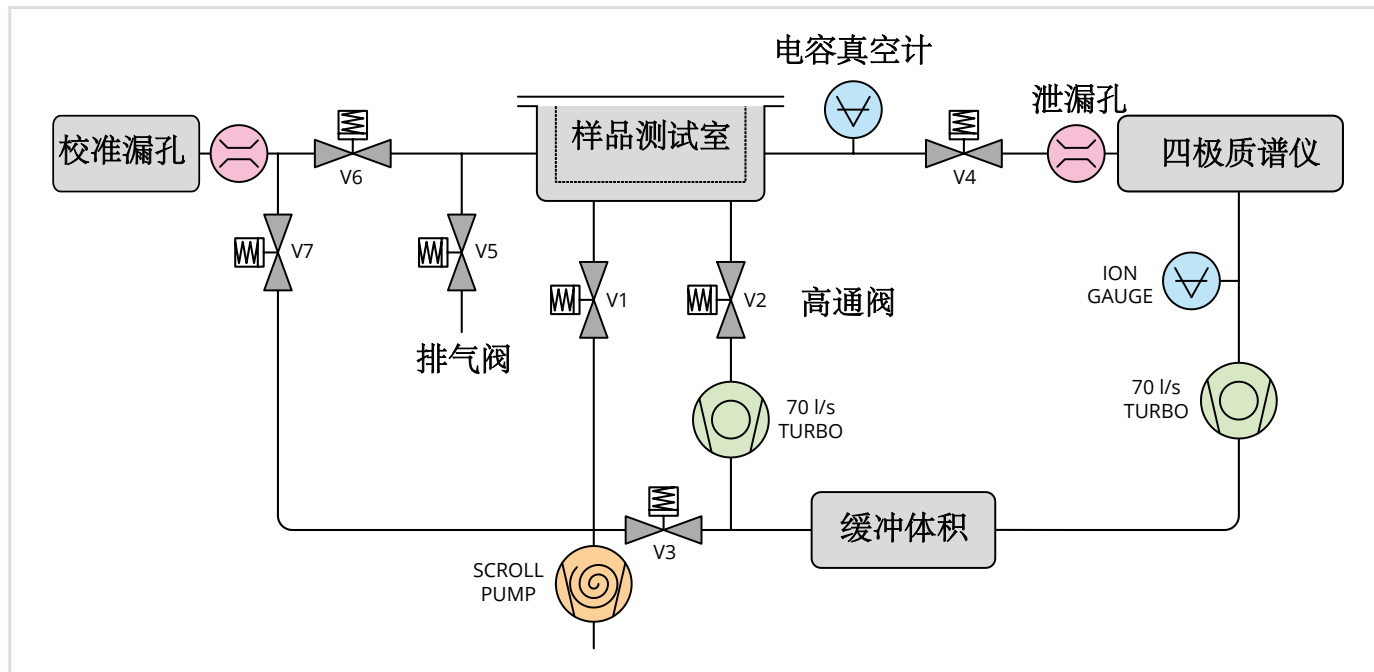 电容真空计
泄漏孔
校准漏孔
样品测试室
四极质谱仪
V6
V4
V7
V5
V1
V2
高通阀
ION
GAUGE
排气阀
70 l/s
TURBO
70 l/s
TURBO
缓冲体积
V3
SCROLL
PUMP